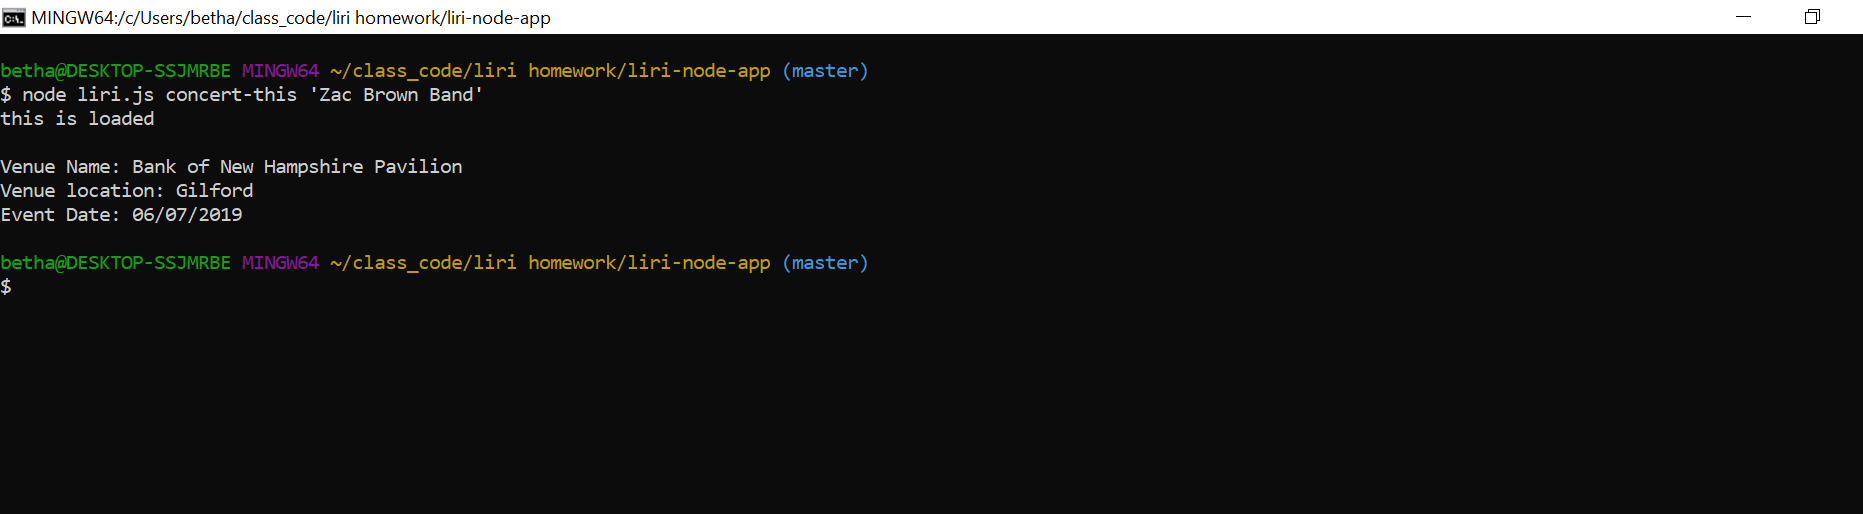 MINGW64:/c/Users/betha/class_code/liri homework/liri-node-app
betha@DESKTOP-SSJMRBE MINGW64 ~/class_code/liri homework/liri-node-app (master)
$ node liri.js concert-this 'Zac Brown Band'
this is loaded
Venue Name: Bank of New Hampshire Pavilion
Venue location: Gilford
Event Date: 06/07/2019
betha@DESKTOP-SSJMRBE MINGW64 ~/class_code/liri homework/liri-node-app (master)
$